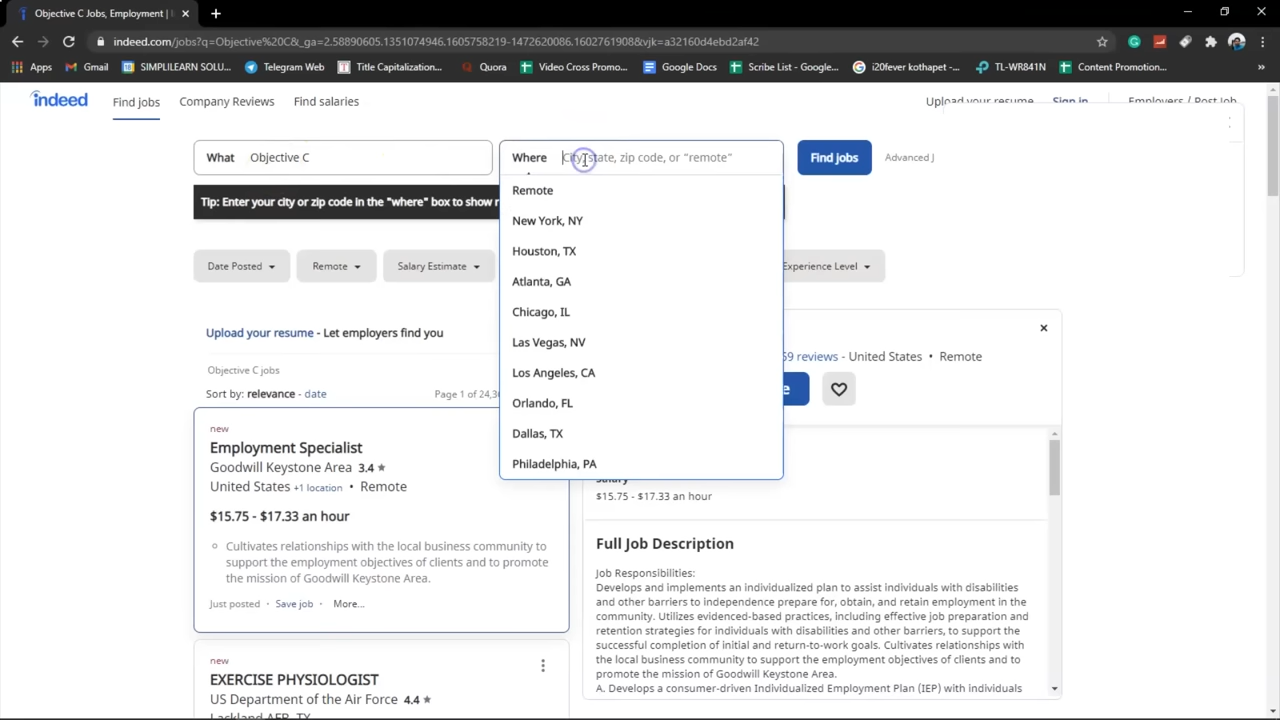 Objective C Jobs, Employment |
indeed.com/jobs?q=Objective%20C&_ga=2.58890605.1351074946.1605758219-1472620086.1602761908&vjk=a32160d4ebd2af42
Apps Gmail SIMPLILEARN SOLU... Telegram Web Title Capitalization... Quora Video Cross Promo... Google Docs Scribe List - Google... i20fever kothapet -... TL-WR841N Content Promotion... »
indeed Find jobs Company Reviews Find salaries Upload your resume Sign in Employers / Post Job
What Objective C Where City, state, zip code, or "remote" Find jobs Advanced J
Remote
Tip: Enter your city or zip code in the "where" box to show r
New York, NY
Houston, TX
Date Posted Remote Salary Estimate Experience Level
Atlanta, GA
Chicago, IL
Upload your resume - Let employers find you
Las Vegas, NV
59 reviews - United States • Remote
Objective C jobs
Los Angeles, CA
Sort by: relevance - date Page 1 of 24,3
Orlando, FL
new
Dallas, TX
Employment Specialist
Philadelphia, PA
Goodwill Keystone Area 3.4 ★
United States +1 location • Remote
Salary
$15.75 - $17.33 an hour
$15.75 - $17.33 an hour
Full Job Description
Cultivates relationships with the local business community to
support the employment objectives of clients and to promote
the mission of Goodwill Keystone Area.
Just posted · Save job · More...
Job Responsibilities:
Develops and implements an individualized plan to assist individuals with disabilities
and other barriers to independence prepare for, obtain, and retain employment in the
community. Utilizes evidenced-based practices, including effective job preparation and
retention strategies for individuals with disabilities and other barriers, to support the
successful completion of initial and return-to-work goals. Cultivates relationships with
the local business community to support the employment objectives of clients and to
promote the mission of Goodwill Keystone Area.
A. Develop a consumer-driven Individualized Employment Plan (IEP) with individuals
new
EXERCISE PHYSIOLOGIST
US Department of the Air Force 4.4 ★
Lackland AFB, TX